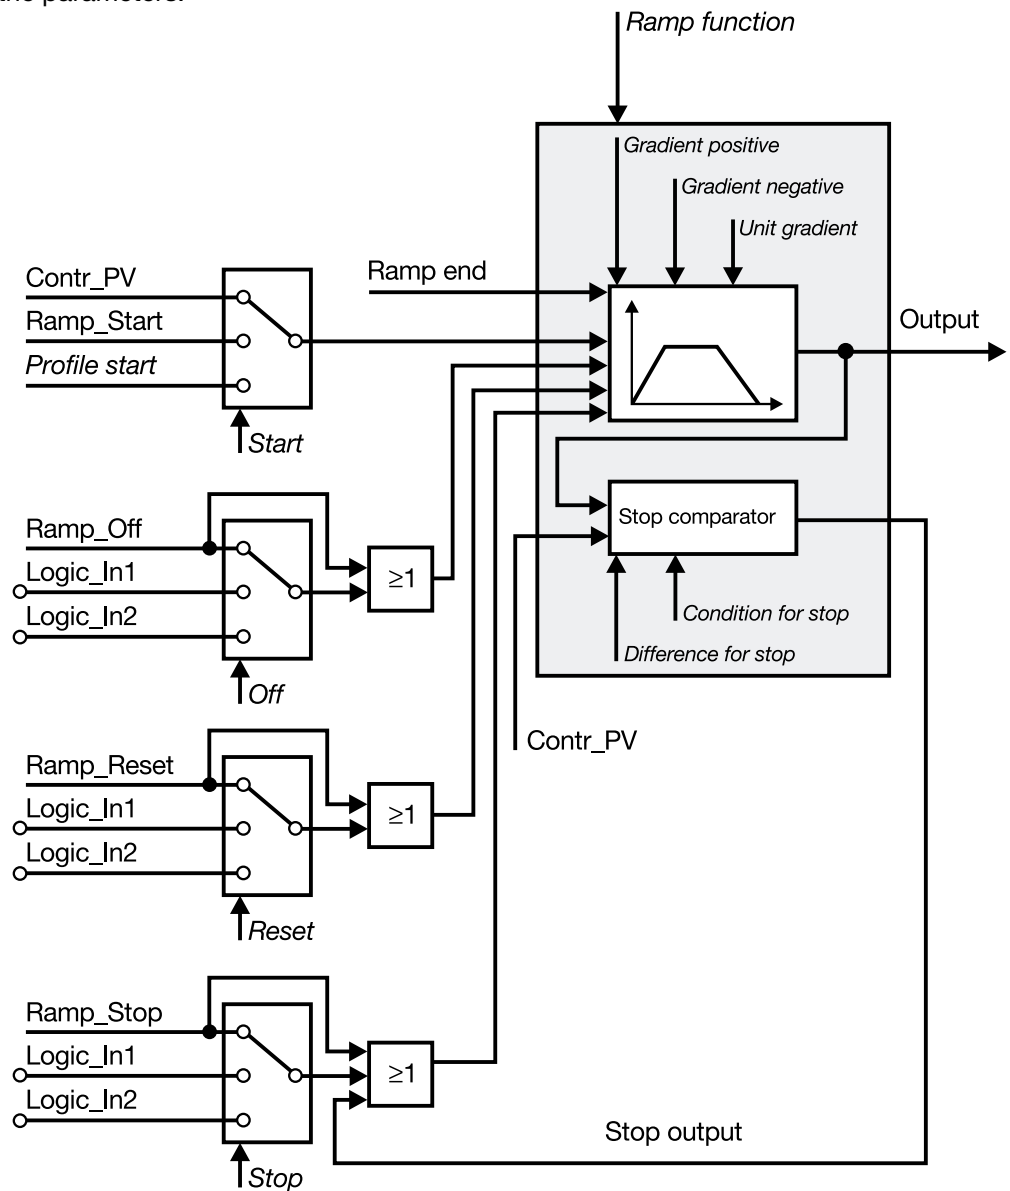 the parameters.
Ramp function
Gradient positive
Gradient negative
Unit gradient
Contr_PV
Ramp end
Ramp_Start
Output
Profile start
Start
Ramp_Off
Stop comparator
Logic_In1
≥1
Logic_In2
Condition for stop
Difference for stop
Off
Contr_PV
Ramp_Reset
Logic_In1
≥1
Logic_In2
Reset
Ramp_Stop
Logic_In1
≥1
Logic_In2
Stop output
Stop